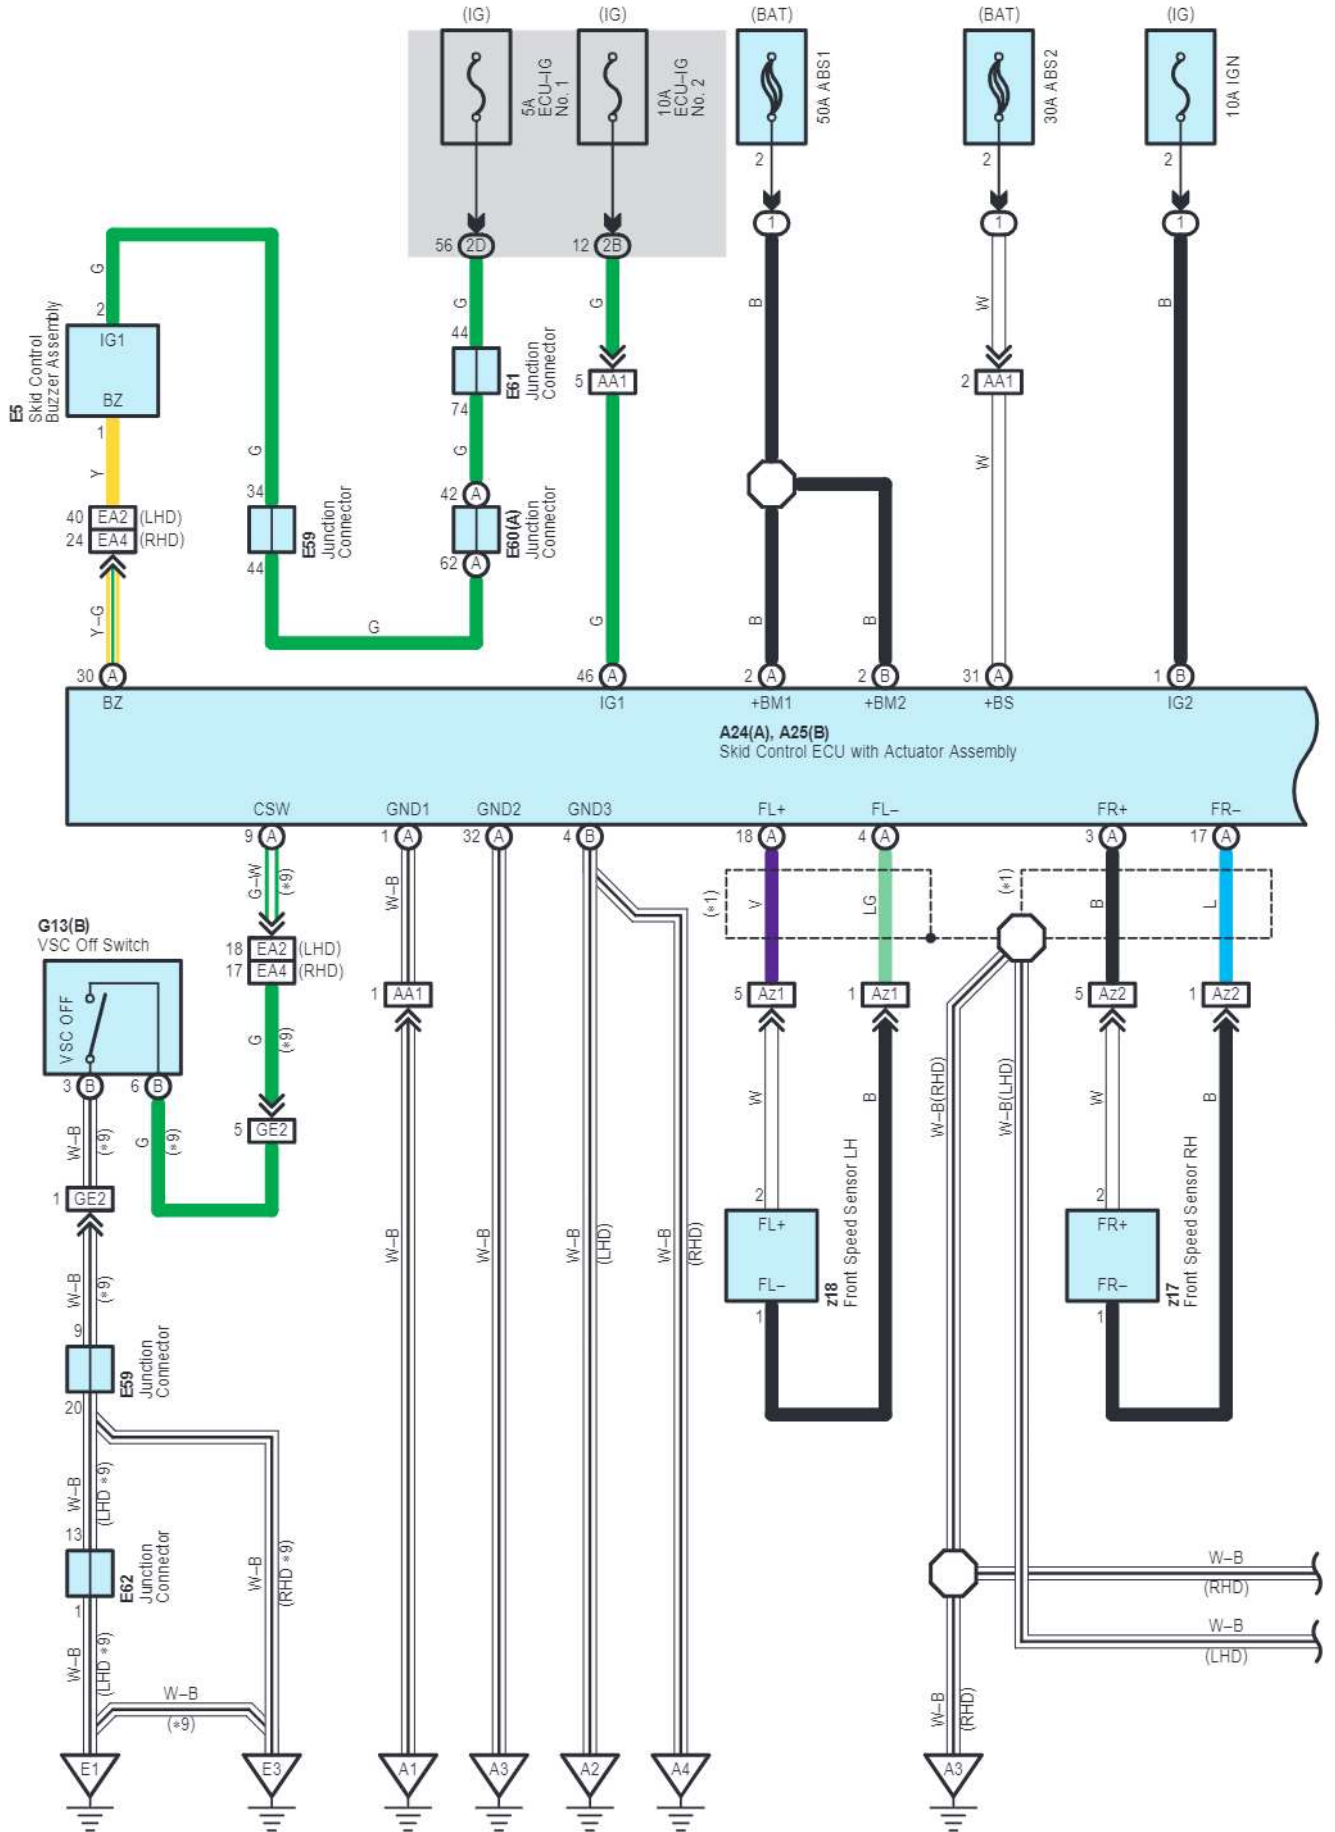 (IG)
(IG)
(BAT)
(BAT)
(IG)
5A
ECU–IG
No. 1
10A
ECU–IG
No. 2
50A ABS1
30A ABS2
10A IGN
2
2
2
56 2D
12 2B
1
1
1
G
2
G
G
B
W
B
E5
Skid Control
Buzzer Assembly
IG1
BZ
44
E61
Junction
Connector
74
5 AA1
2 AA1
1
Y
G
G
W
40 EA2 (LHD)
24 EA4 (RHD)
34
E59
Junction
Connector
44
42 A
E60(A)
Junction
Connector
62 A
Y–G
G
G
B
B
30 A
46 A
2 A
2 B
31 A
1 B
BZ
IG1
+BM1
+BM2
+BS
IG2
A24(A), A25(B)
Skid Control ECU with Actuator Assembly
CSW
GND1
GND2
GND3
FL+
FL–
FR+
FR–
9 A
1 A
32 A
4 B
18 A
4 A
3 A
17 A
G–W
(*9)
W–B
(*1)
V
LG
(*1)
B
L
G13(B)
VSC Off Switch
18 EA2 (LHD)
17 EA4 (RHD)
1 AA1
5 Az1
1 Az1
5 Az2
1 Az2
VSC OFF
3 B
6 B
G
(*9)
W
B
W–B(RHD)
W–B(LHD)
W
B
W–B
(*9)
G
(*9)
5 GE2
1 GE2
2
FL+
FL–
1
z18
Front Speed Sensor LH
2
FR+
FR–
1
z17
Front Speed Sensor RH
W–B
(*9)
W–B
W–B
W–B
(LHD)
W–B
(RHD)
9
E59
Junction
Connector
20
W–B
(LHD *9)
13
E62
Junction
Connector
1
W–B
(RHD *9)
W–B
(RHD)
W–B
(LHD)
W–B
(LHD *9)
W–B
(*9)
W–B
(RHD)
E1
E3
A1
A3
A2
A4
A3